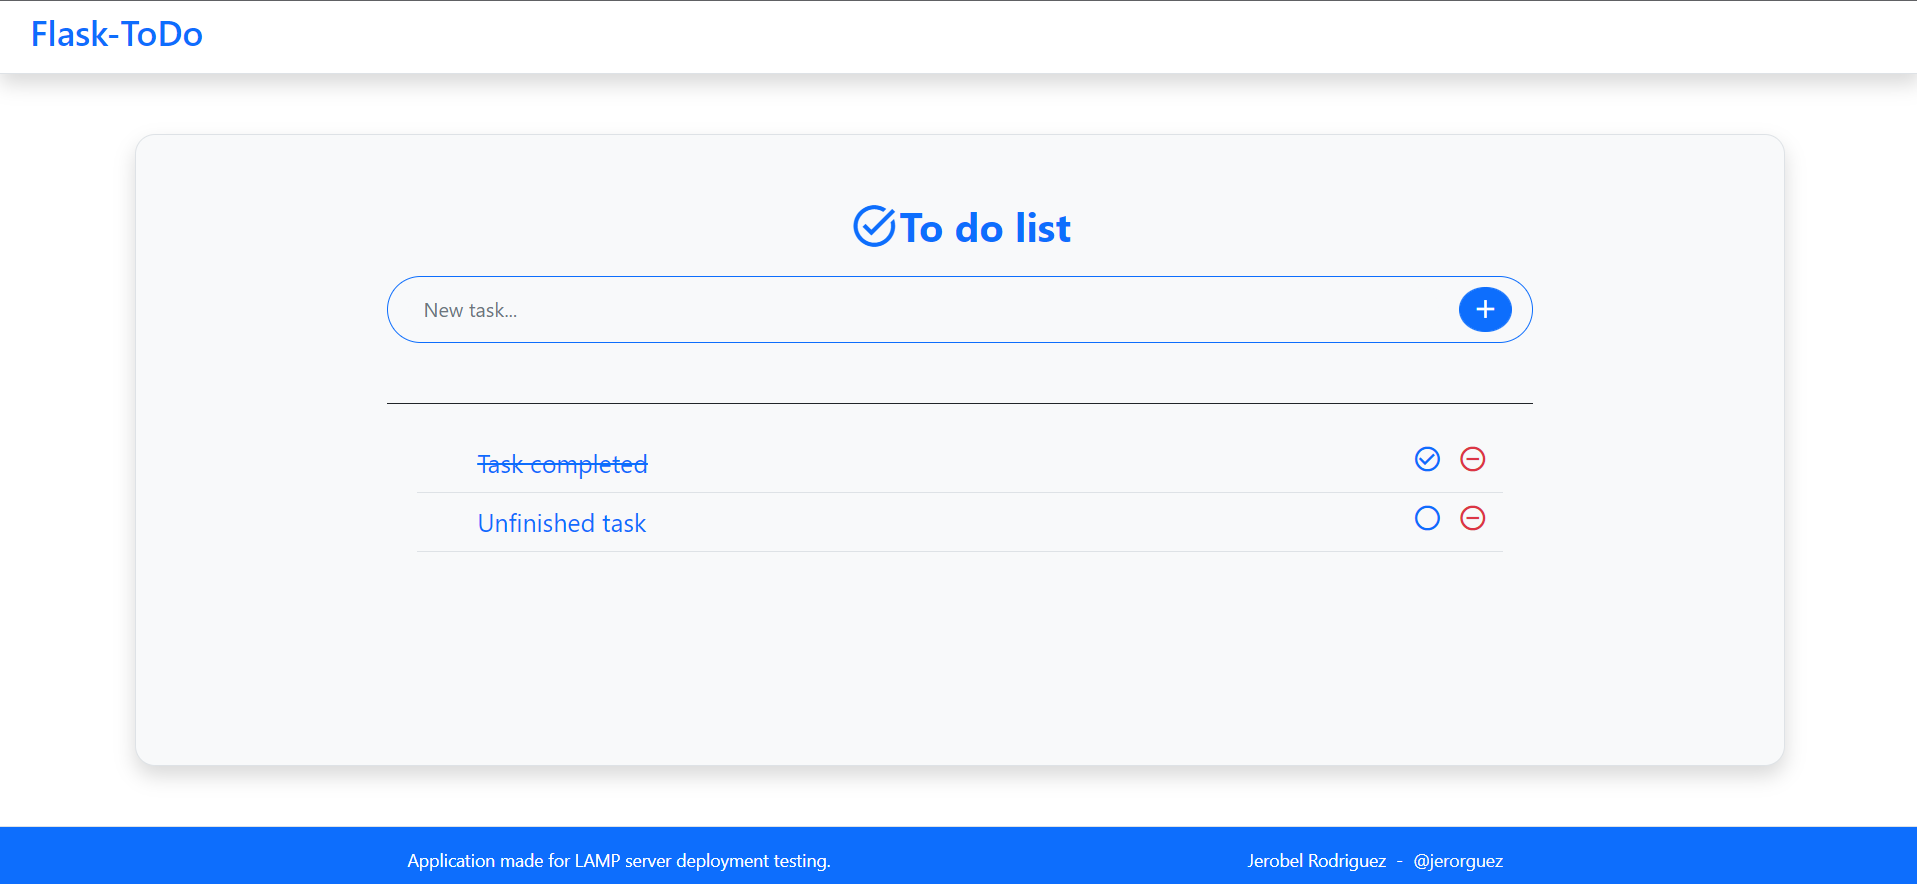 Flask-ToDo
To do list
New task...
Task completed
Unfinished task
Application made for LAMP server deployment testing.
Jerobel Rodriguez - @jerorguez